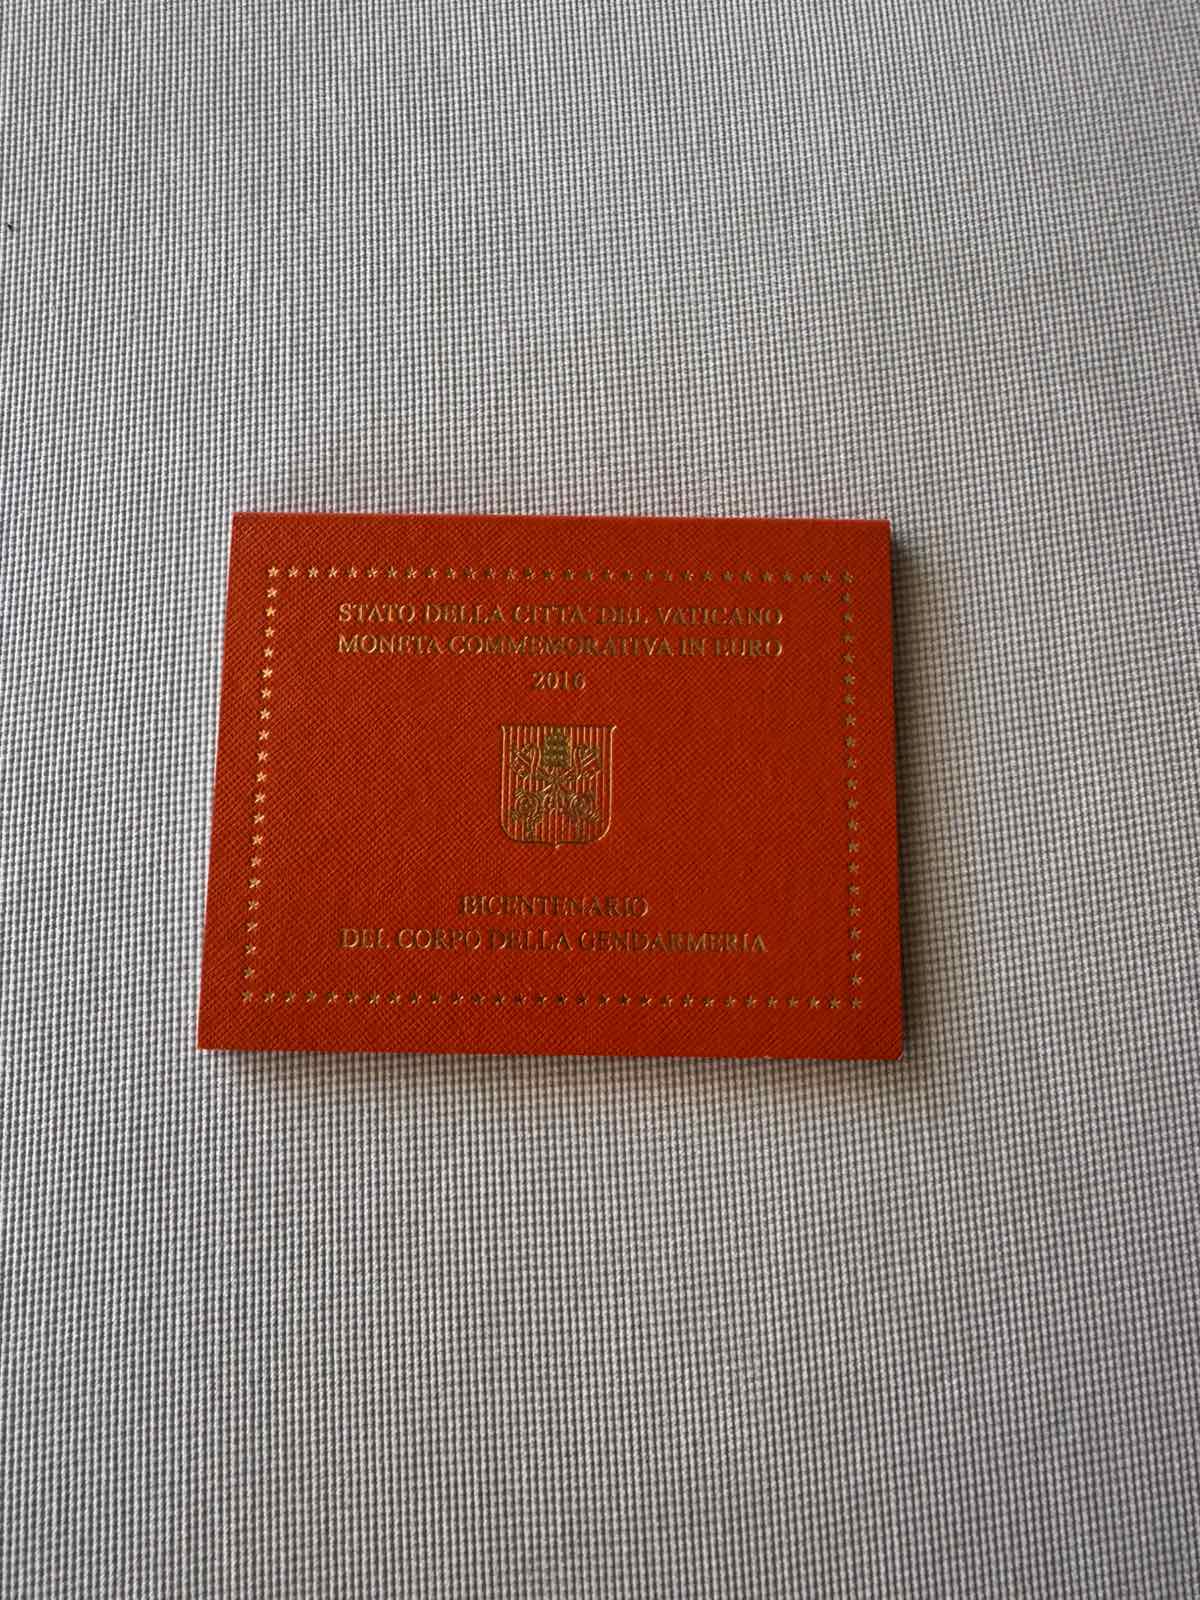 STATO DELLA CITTA' DEL VATICANO
MONETA COMMEMORATIVA IN EURO
2016
BICENTENARIO
DEL CORPO DELLA GENDARMERIA